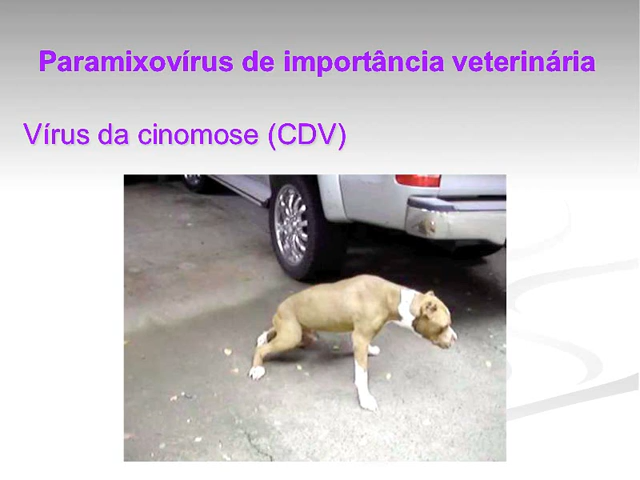 Paramixovírus de importância veterinária
Vírus da cinomose (CDV)